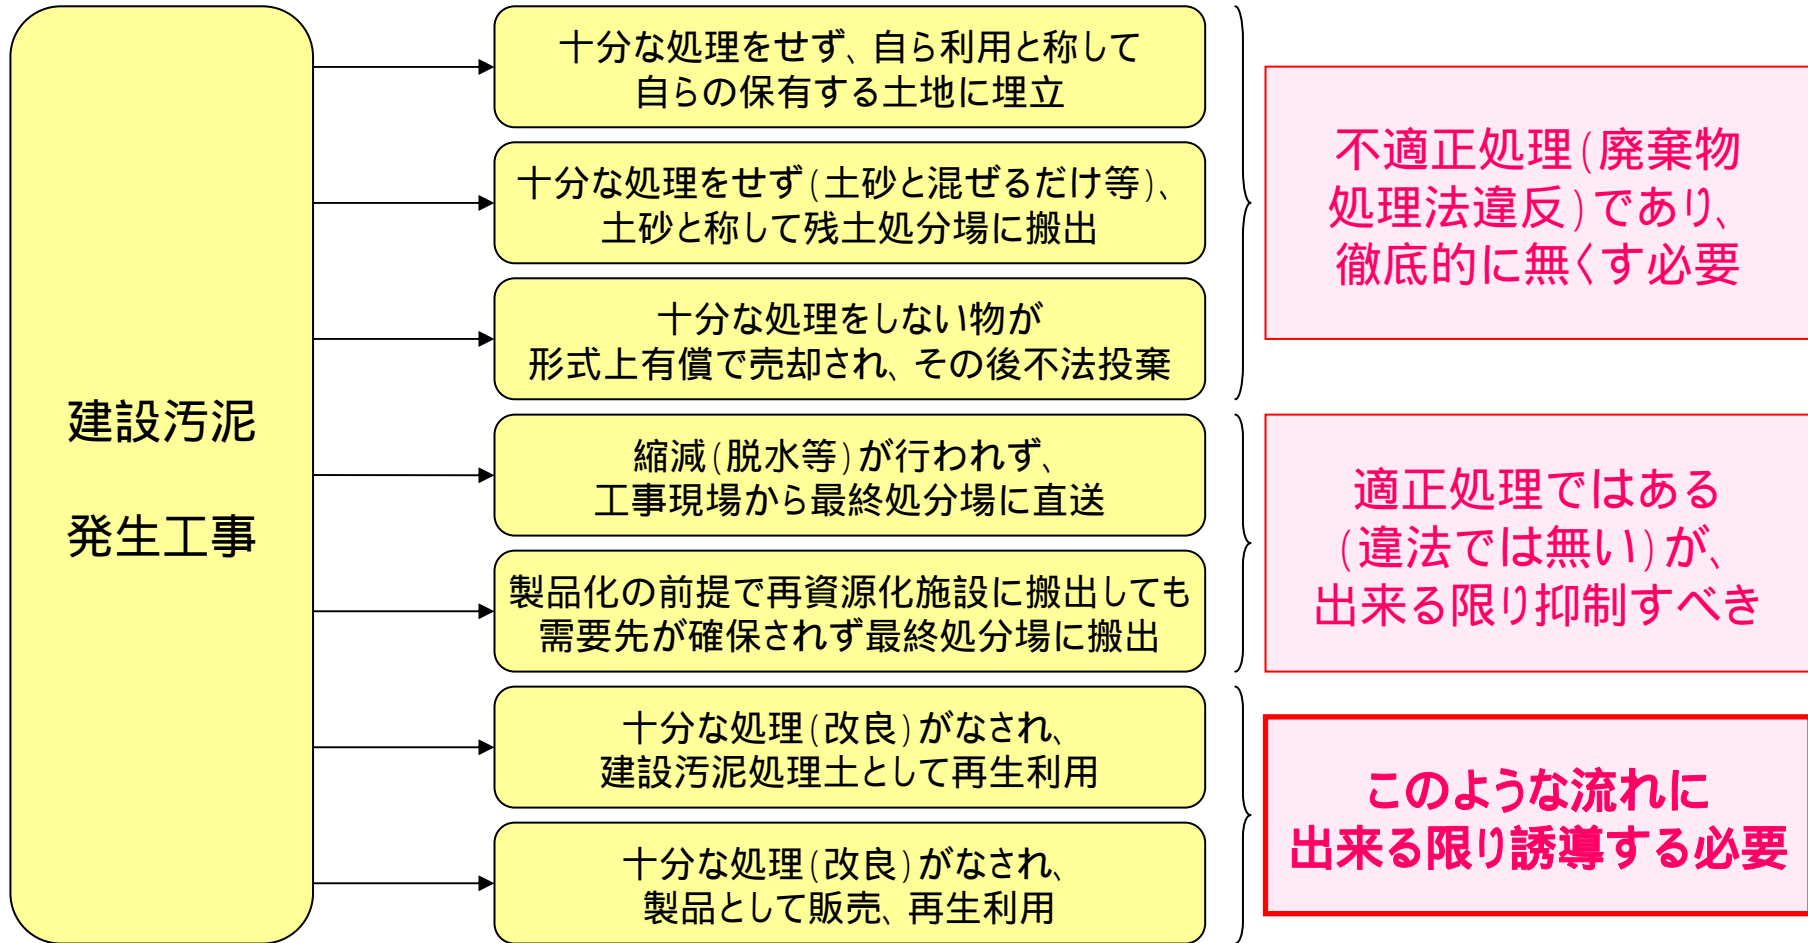 建設汚泥
発生工事
十分な処理をせず、自ら利用と称して
自らの保有する土地に埋立
十分な処理をせず(土砂と混ぜるだけ等)、
土砂と称して残土処分場に搬出
十分な処理をしない物が
形式上有償で売却され、その後不法投棄
縮減(脱水等)が行われず、
工事現場から最終処分場に直送
製品化の前提で再資源化施設に搬出しても
需要先が確保されず最終処分場に搬出
十分な処理(改良)がなされ、
建設汚泥処理土として再生利用
十分な処理(改良)がなされ、
製品として販売、再生利用
不適正処理(廃棄物
処理法違反)であり、
徹底的に無くす必要
適正処理ではある
(違法では無い)が、
出来る限り抑制すべき
このような流れに
出来る限り誘導する必要